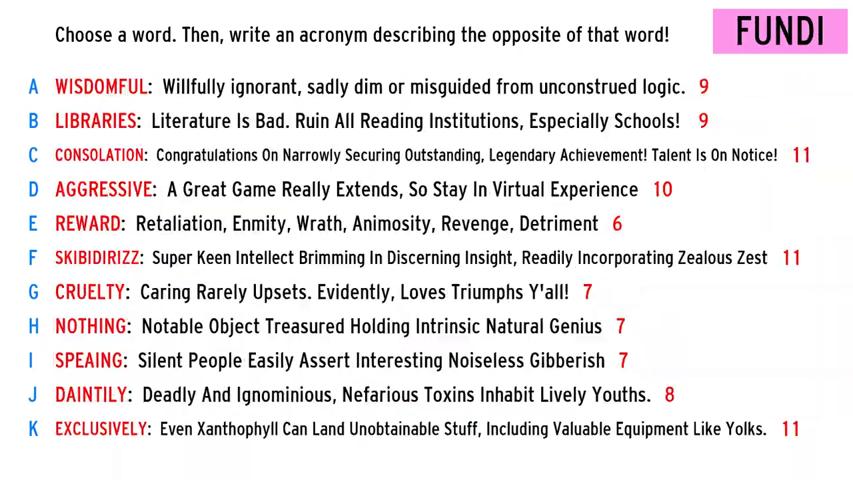 Choose a word. Then, write an acronym describing the opposite of that word!
FUNDI
A WISDOMFUL: Willfully ignorant, sadly dim or misguided from unconstrued logic. 9
B LIBRARIES: Literature Is Bad. Ruin All Reading Institutions, Especially Schools! 9
C CONSOLATION: Congratulations On Narrowly Securing Outstanding, Legendary Achievement! Talent Is On Notice! 11
D AGGRESSIVE: A Great Game Really Extends, So Stay In Virtual Experience 10
E REWARD: Retaliation, Enmity, Wrath, Animosity, Revenge, Detriment 6
F SKIBIDIRIZZ: Super Keen Intellect Brimming In Discerning Insight, Readily Incorporating Zealous Zest 11
G CRUELTY: Caring Rarely Upsets. Evidently, Loves Triumphs Y'all! 7
H NOTHING: Notable Object Treasured Holding Intrinsic Natural Genius 7
I SPEAING: Silent People Easily Assert Interesting Noiseless Gibberish 7
J DAINTILY: Deadly And Ignominious, Nefarious Toxins Inhabit Lively Youths. 8
K EXCLUSIVELY: Even Xanthophyll Can Land Unobtainable Stuff, Including Valuable Equipment Like Yolks. 11